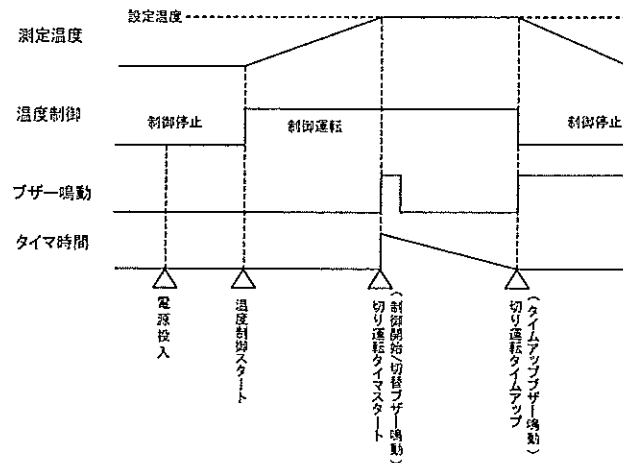 設定温度
測定温度
温度制御
制御停止
制御運転
制御停止
ブザー鳴動
タイマ時間
電源投入
温度制御スタート
切り運転タイマスタート
(制御開始/切替ブザー鳴動)
切り運転タイムアップ
(タイムアップブザー鳴動)